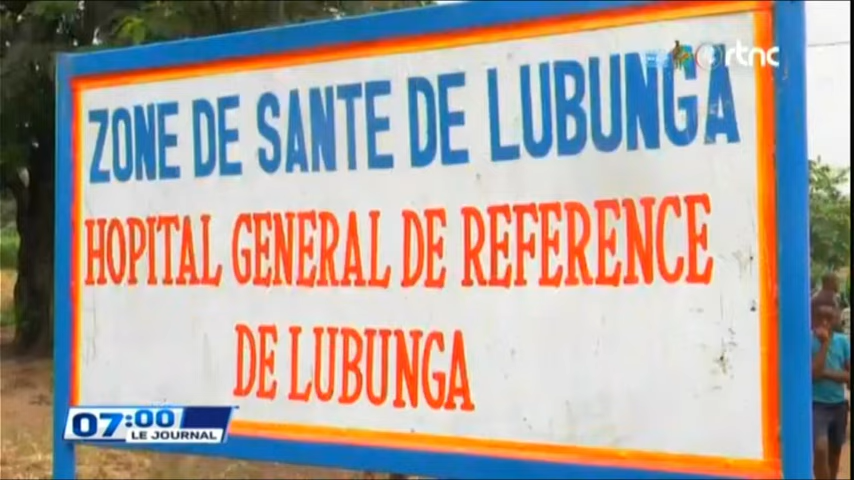 rtnc
ZONE DE SANTE DE LUBUNGA
HOPITAL GENERAL DE REFERENCE
DE LUBUNGA
07:00
LE JOURNAL